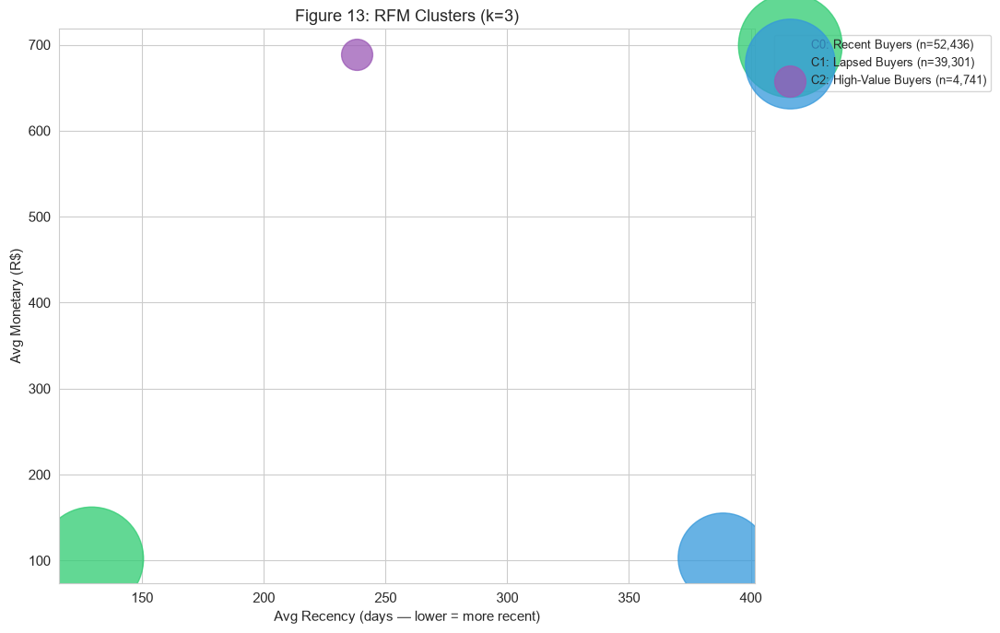 Figure 13: RFM Clusters (k=3)
C0: Recent Buyers (n=52,436)
C1: Lapsed Buyers (n=39,301)
C2: High-Value Buyers (n=4,741)
Avg Monetary (R$)
700
600
500
400
300
200
100
150
200
250
300
350
400
Avg Recency (days — lower = more recent)